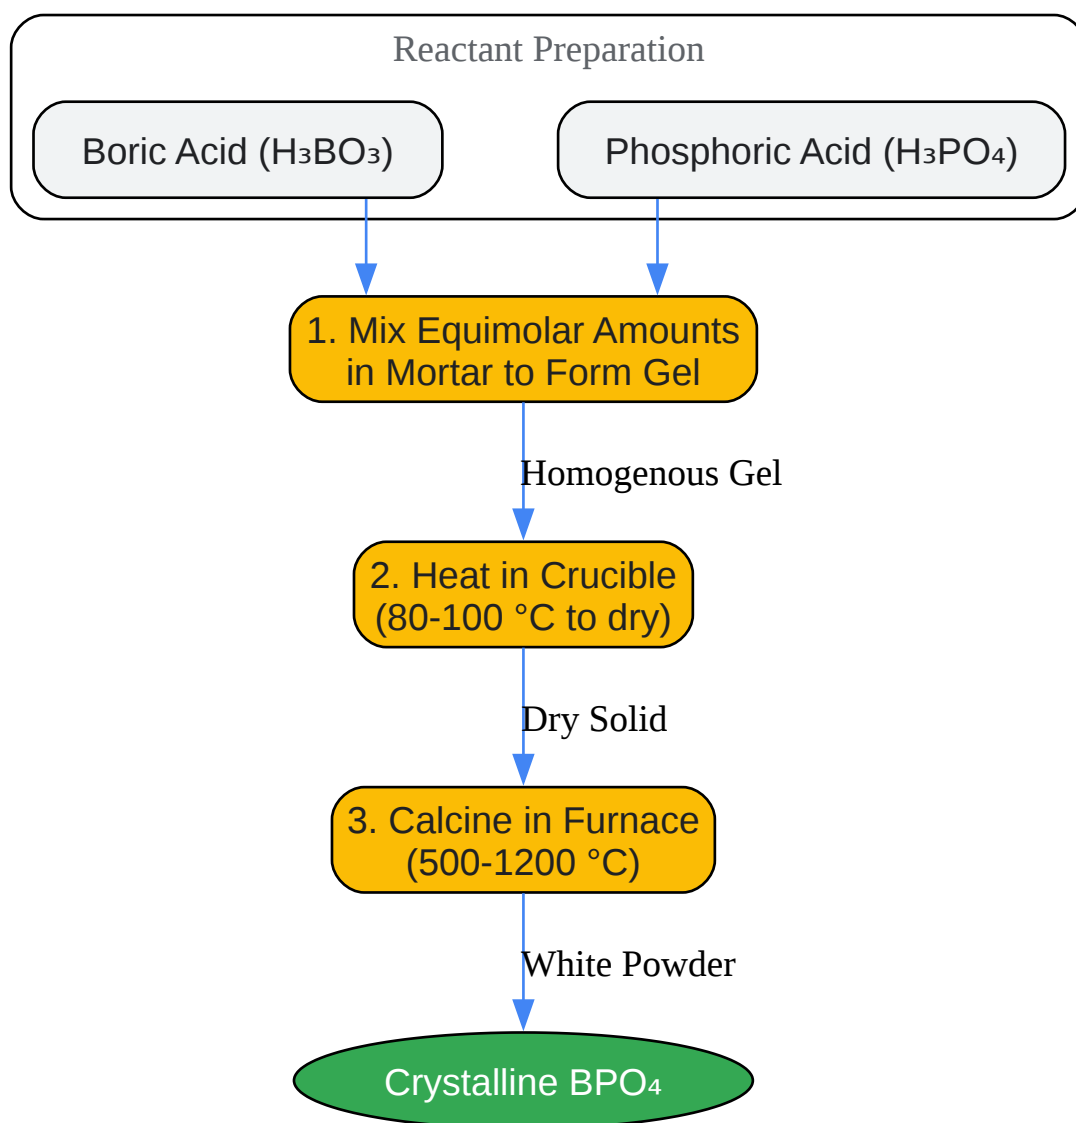 Reactant Preparation
Boric Acid (H₃BO₃)
Phosphoric Acid (H₃PO₄)
1. Mix Equimolar Amounts
in Mortar to Form Gel
Homogenous Gel
2. Heat in Crucible
(80-100 °C to dry)
Dry Solid
3. Calcine in Furnace
(500-1200 °C)
White Powder
Crystalline BPO₄